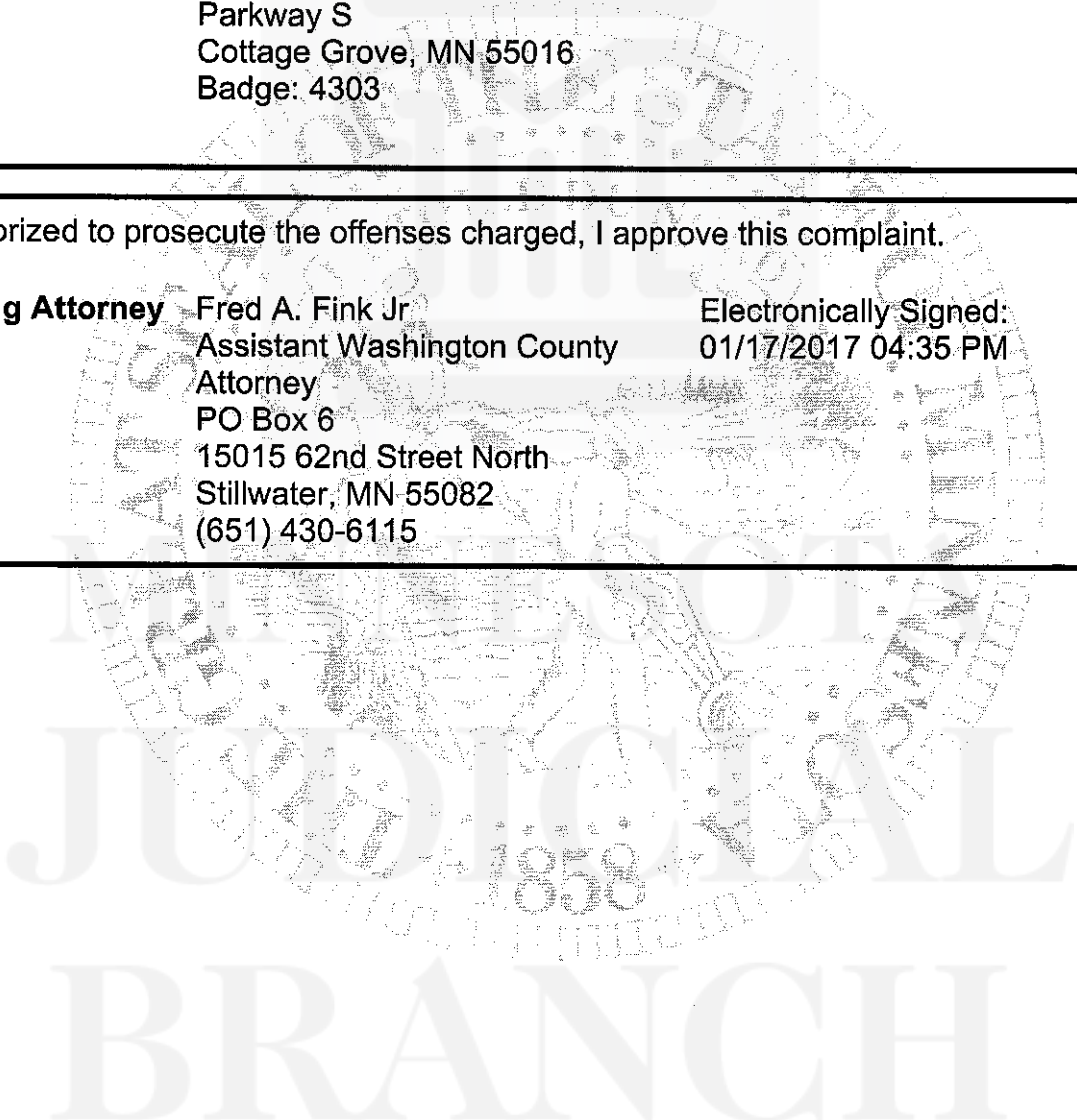 Parkway S
Cottage Grove, MN 55016
Badge: 4303
orized to prosecute the offenses charged, I approve this complaint.
g Attorney Fred A. Fink Jr Electronically Signed:
Assistant Washington County 01/17/2017 04:35 PM
Attorney
PO Box 6
15015 62nd Street North
Stillwater, MN 55082
(651) 430-6115
MINNESOTA
JUDICIAL
1858
BRANCH